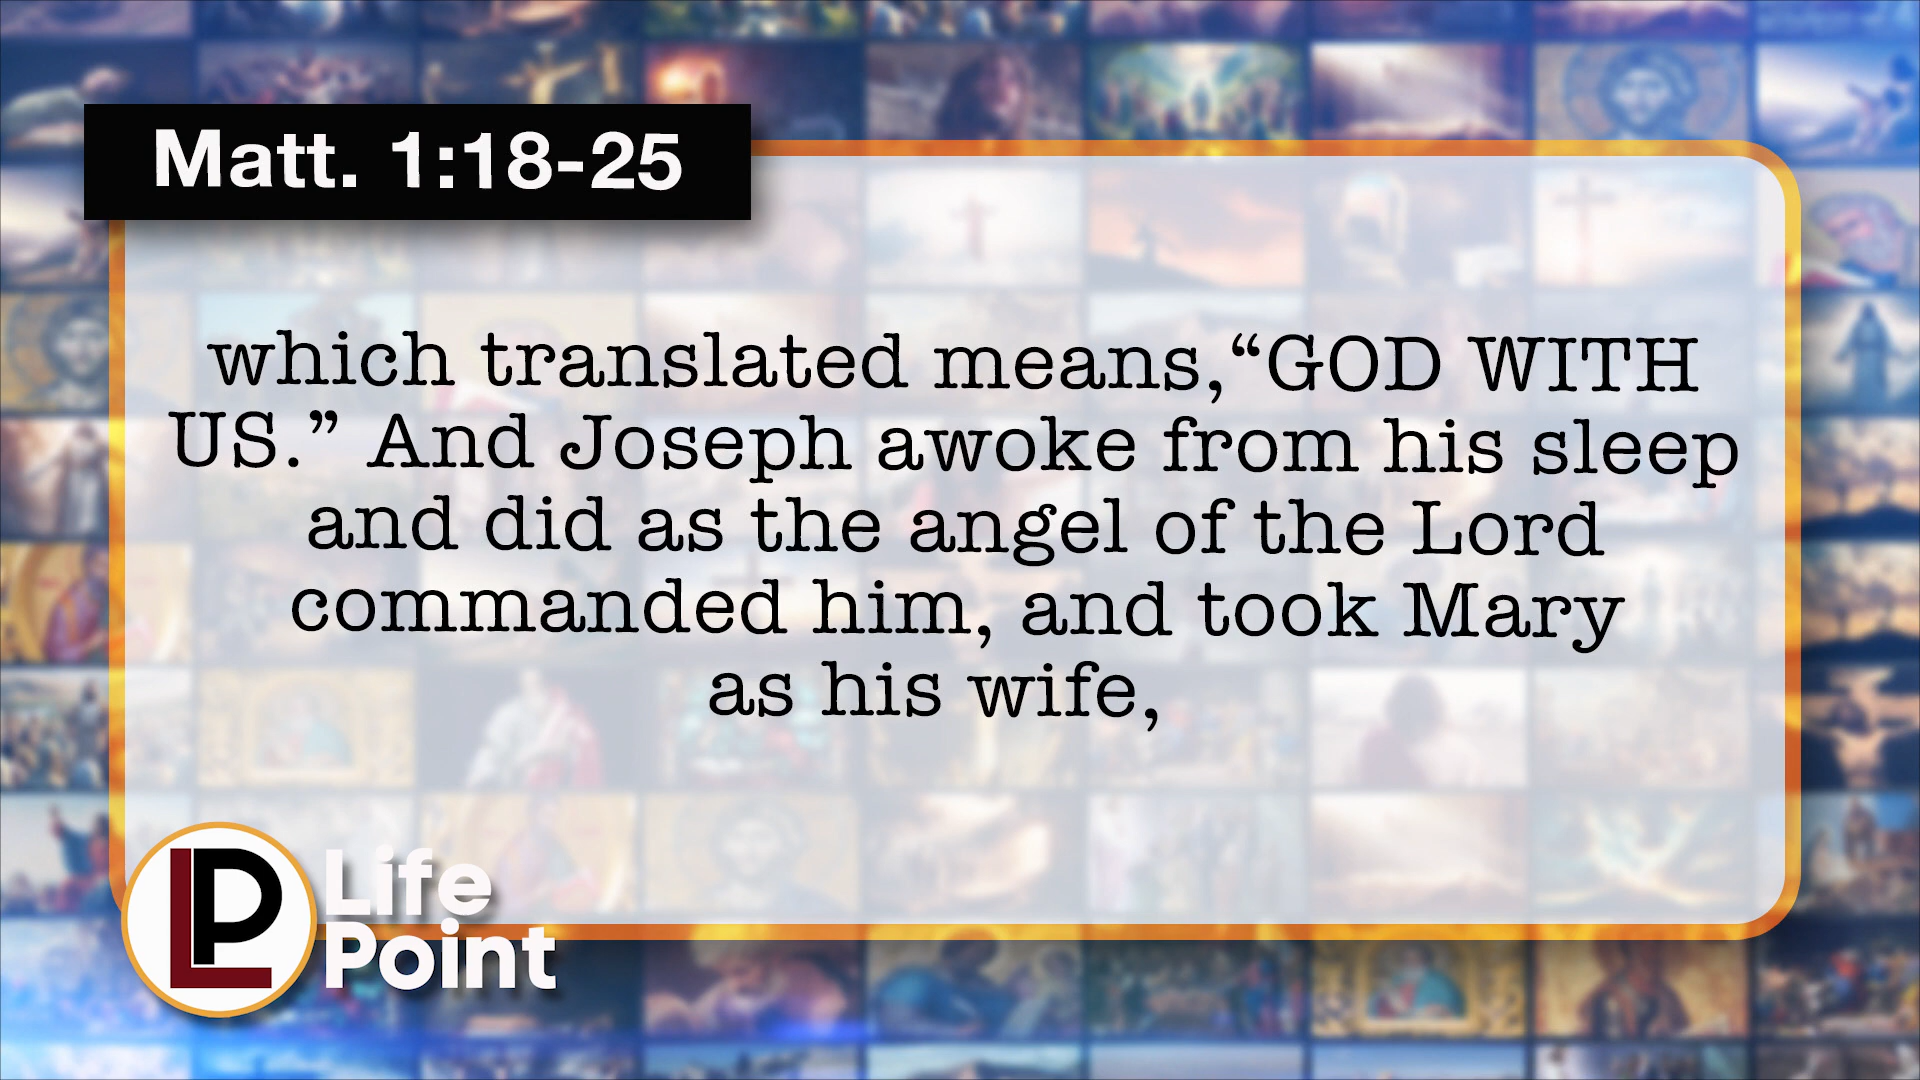 Matt. 1:18-25
which translated means,“GOD WITH
US.” And Joseph awoke from his sleep
and did as the angel of the Lord
commanded him, and took Mary
as his wife,
LP
Life
Point